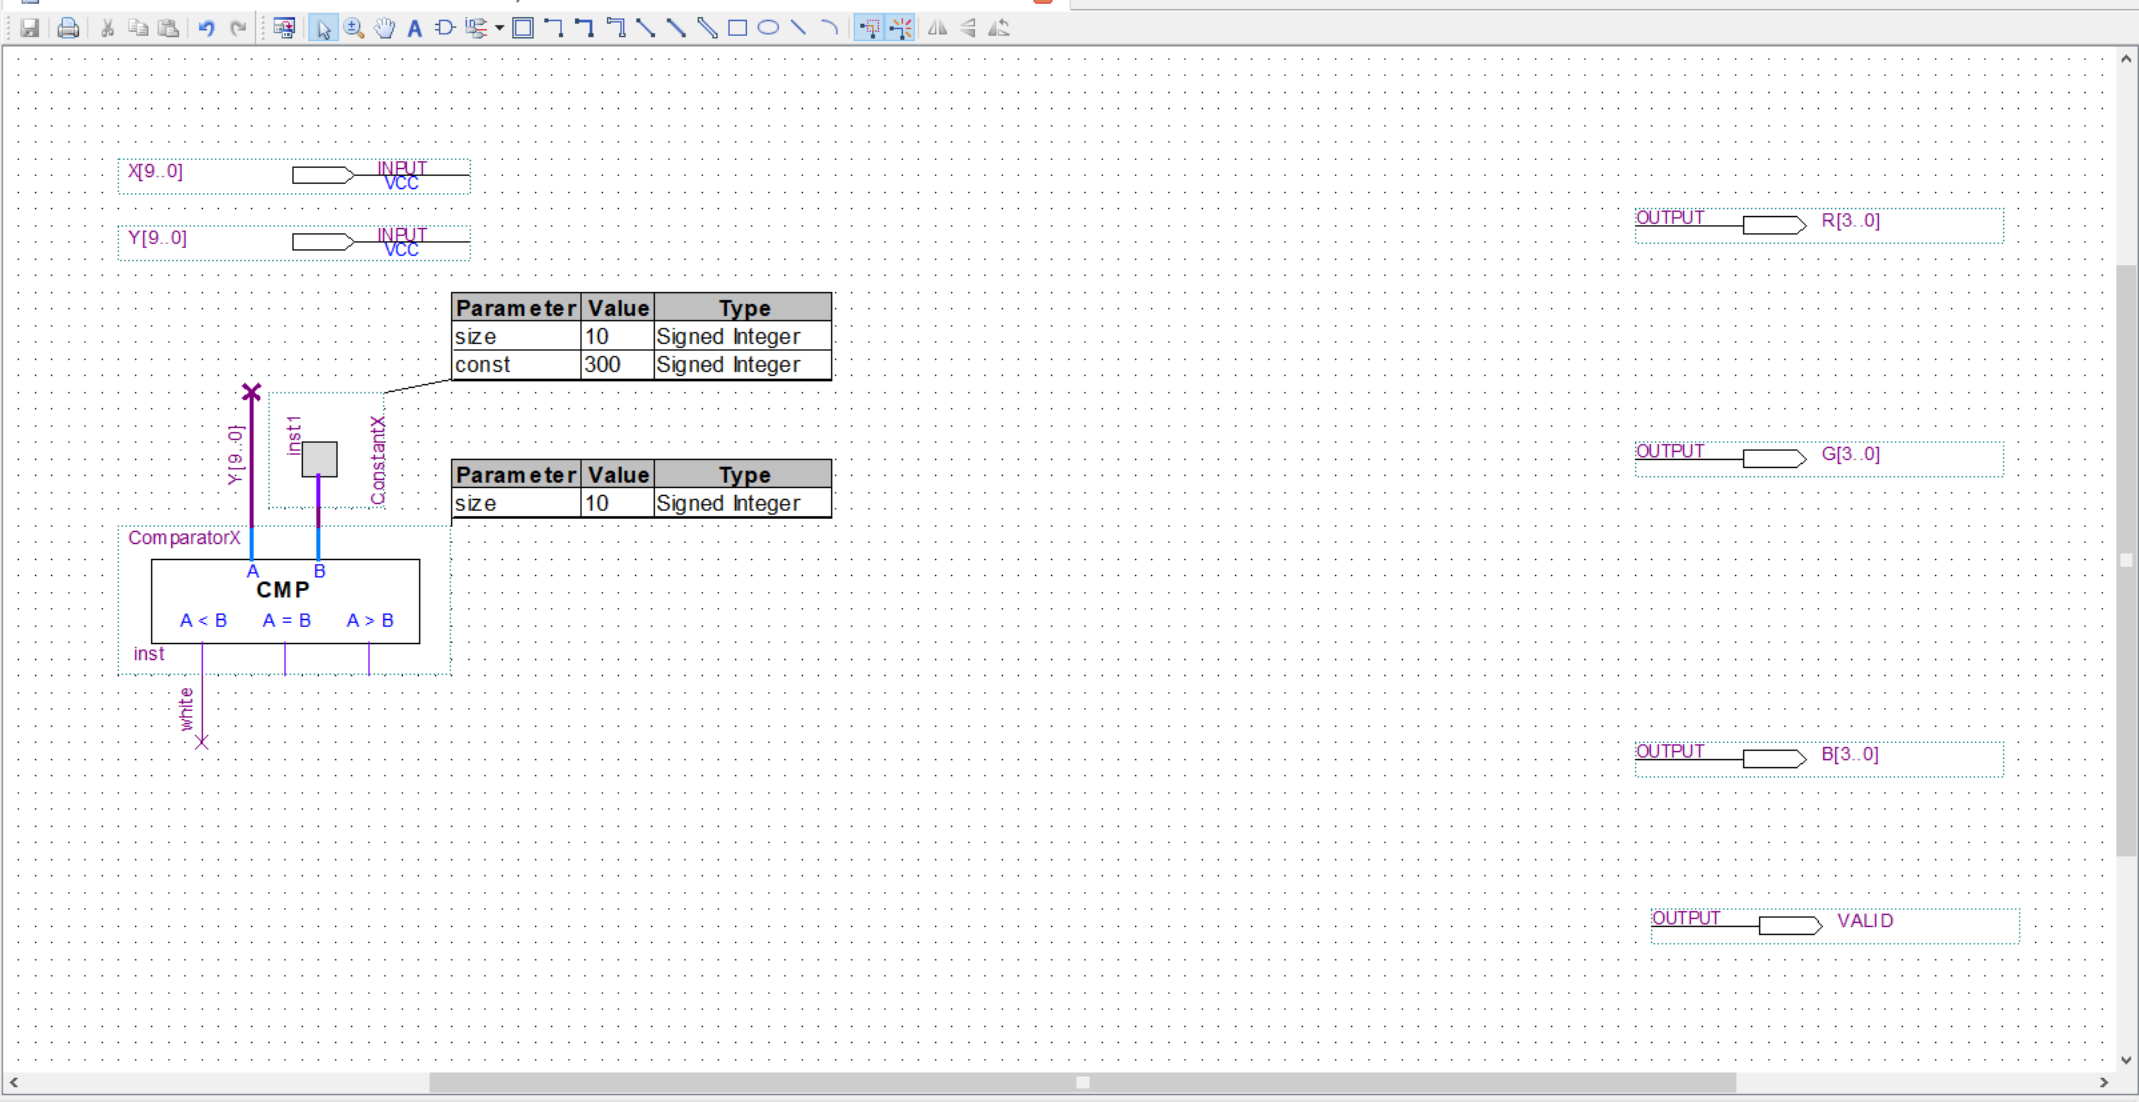 X[9..0]
INPUT
VCC
Y[9..0]
INPUT
VCC
OUTPUT
R[3..0]
Parameter Value Type
size 10 Signed Integer
const 300 Signed Integer
Y[9..0]
inst1
ConstantX
OUTPUT
G[3..0]
Parameter Value Type
size 10 Signed Integer
ComparatorX
A B
CMP
A < B A = B A > B
inst
white
OUTPUT
B[3..0]
OUTPUT
VALID